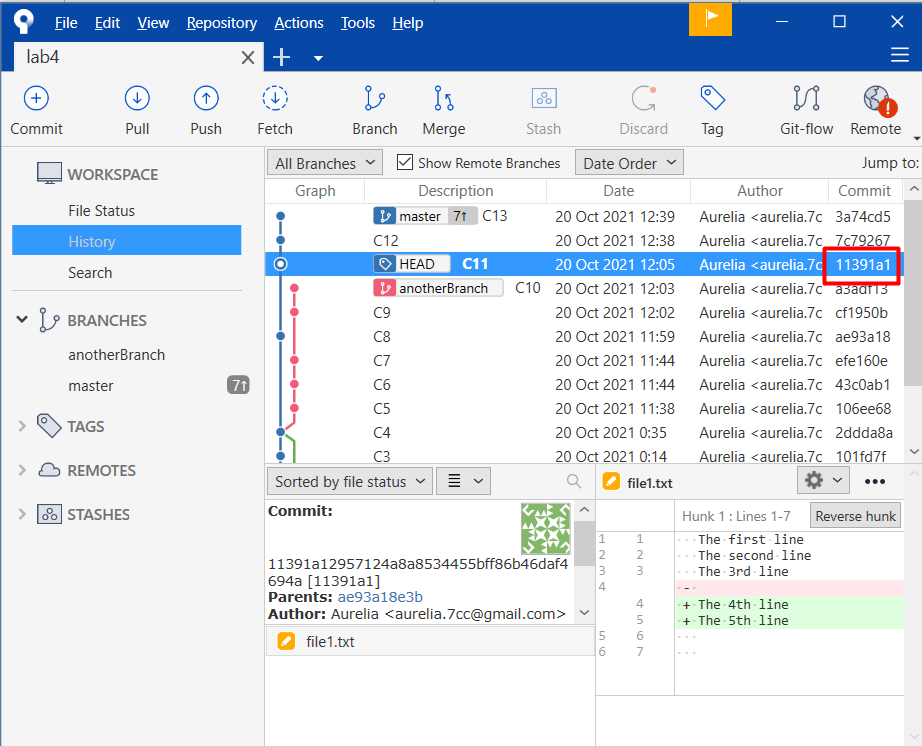 File Edit View Repository Actions Tools Help
lab4
Commit Pull Push Fetch Branch Merge Stash Discard Tag Git-flow Remote
WORKSPACE
File Status
History
Search
BRANCHES
anotherBranch
master 7↑
TAGS
REMOTES
STASHES
All Branches Show Remote Branches Date Order Jump to:
Graph Description Date Author Commit
master 7↑ C13 20 Oct 2021 12:39 Aurelia <aurelia.7c 3a74cd5
C12 20 Oct 2021 12:38 Aurelia <aurelia.7c 7c79267
HEAD C11 20 Oct 2021 12:05 Aurelia <aurelia.7c 11391a1
anotherBranch C10 20 Oct 2021 12:03 Aurelia <aurelia.7c a3adf13
C9 20 Oct 2021 12:02 Aurelia <aurelia.7c cf1950b
C8 20 Oct 2021 11:59 Aurelia <aurelia.7c ae93a18
C7 20 Oct 2021 11:44 Aurelia <aurelia.7c efe160e
C6 20 Oct 2021 11:44 Aurelia <aurelia.7c 43c0ab1
C5 20 Oct 2021 11:38 Aurelia <aurelia.7c 106ee68
C4 20 Oct 2021 0:35 Aurelia <aurelia.7c 2ddda8a
C3 20 Oct 2021 0:14 Aurelia <aurelia.7c 101fd7f
Sorted by file status
Commit:
11391a12957124a8a8534455bff86b46daf4
694a [11391a1]
Parents: ae93a18e3b
Author: Aurelia <aurelia.7cc@gmail.com>
file1.txt
file1.txt
Hunk 1 : Lines 1-7 Reverse hunk
1 1 The first line
2 2 The second line
3 3 The 3rd line
4 -
4 + The 4th line
5 + The 5th line
5 6
6 7